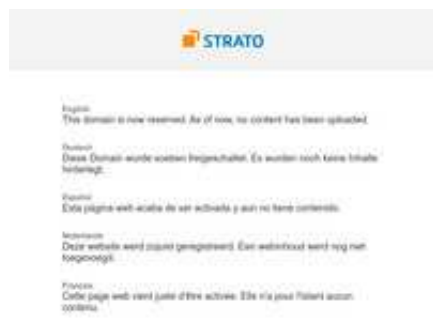 STRATO
English
This domain is now reserved. As of now, no content has been uploaded.
Deutsch
Diese Domain wurde soeben freigeschaltet. Es wurden noch keine Inhalte
hinterlegt.
Español
Esta página web acaba de ser activada y aun no tiene contenido.
Nederlands
Deze website werd zojuist geregistreerd. Een webinhoud werd nog niet
toegevoegd.
Français
Cette page web vient juste d'être activée. Elle n'a pour l'istant aucun
contenu.